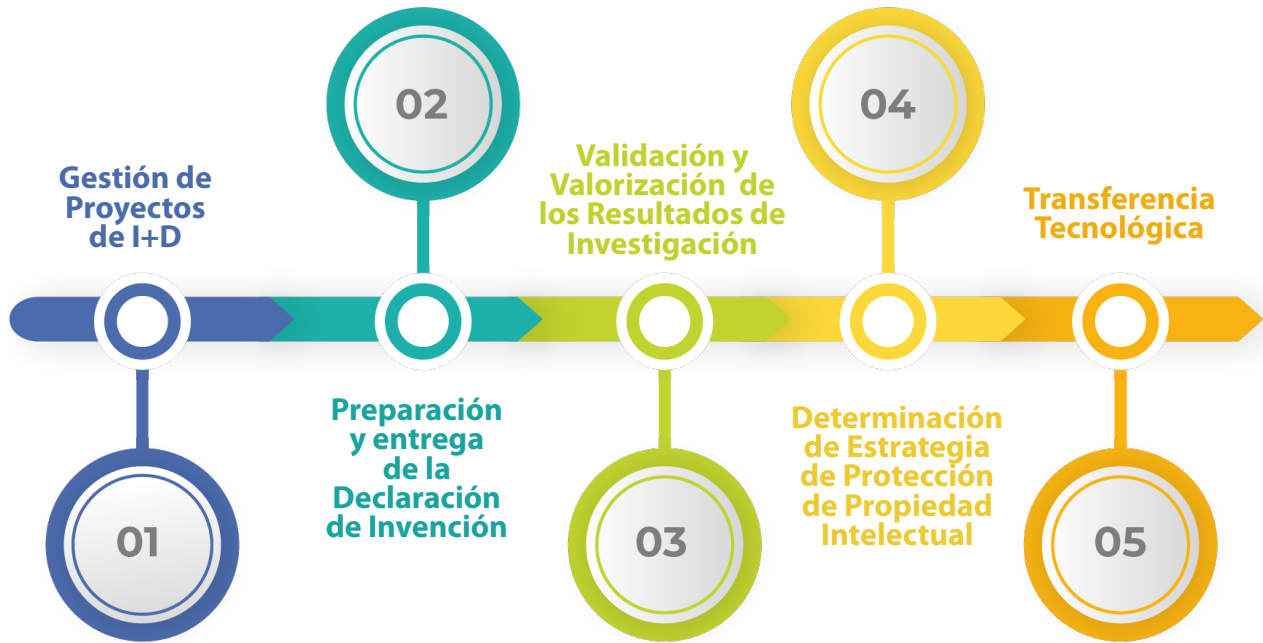 Gestión de
Proyectos
de I+D
01
02
Preparación
y entrega
de la
Declaración
de Invención
Validación y
Valorización de
los Resultados de
Investigación
03
04
Determinación
de Estrategia
de Protección
de Propiedad
Intelectual
Transferencia
Tecnológica
05